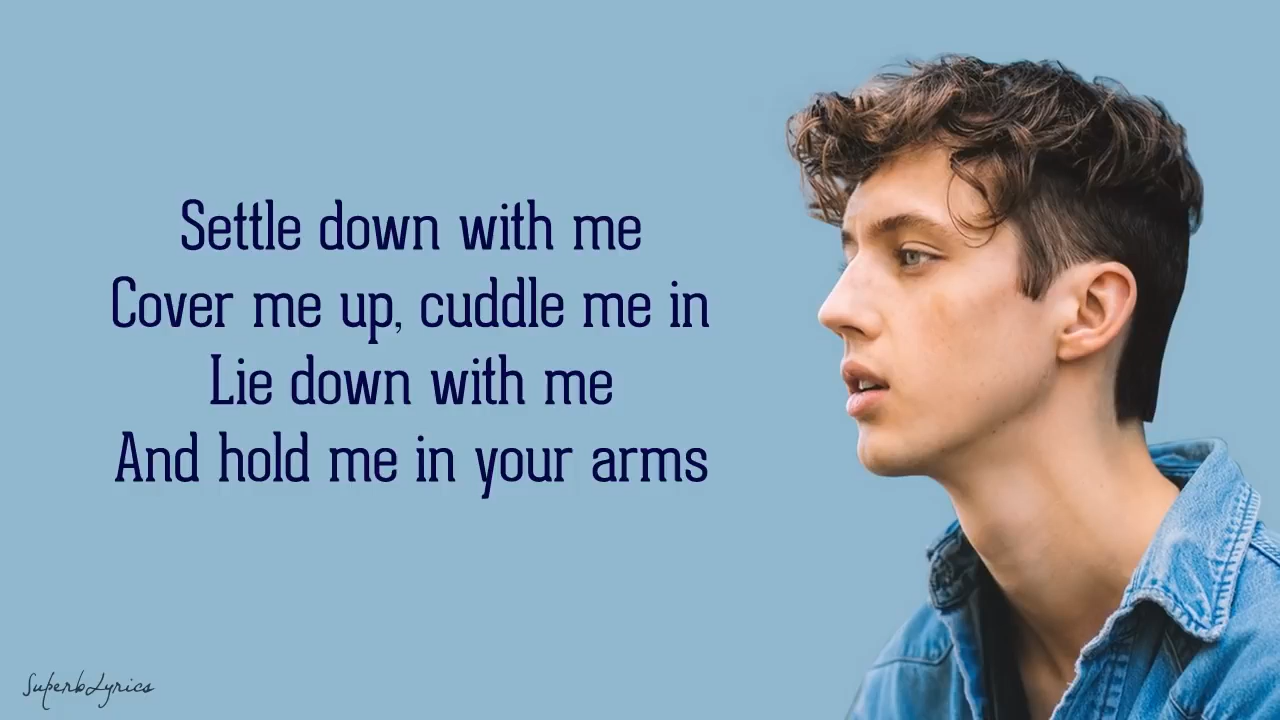 Settle down with me
Cover me up, cuddle me in
Lie down with me
And hold me in your arms
SuperbLyrics